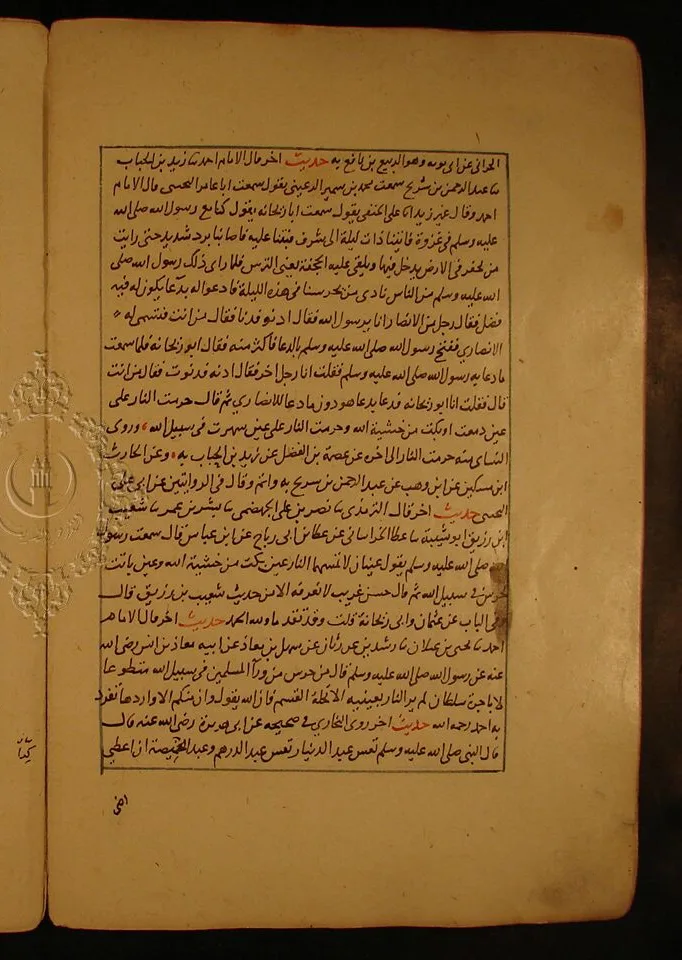 الحراني عن ابي توبه وهو الربيع بن نافع به حديث اخر قال الامام احمد ثنا زيد بن الحباب
ثنا عبد الرحمن بن شريح سمعت محمد بن سمير الرعيني يقول سمعت ابا عامر التجيبي قال الامام
احمد وقال غير زيد ابا علي الجنبي يقول سمعت ابا ريحانه يقول كنا مع رسول الله صلى الله
عليه وسلم في غزوة فاتينا ذات ليلة الى شرف فبتنا عليه فاصابنا برد شديد حتى رايت
من يحفر في الارض يدخل فيها ويلقي عليه الجحفة يعني الترس فلما راى ذلك رسول الله صلى
الله عليه وسلم من الناس نادى من يحرسنا في هذه الليلة فادعو اله بدعا يكون له فيه
فضل فقال رجل من الانصار انا يرسول الله فقال ادنو فدنا فقال من انت فتسمى له
الانصاري ففتح رسول الله صلى الله عليه وسلم بالدعا فاكثر منه فقال ابو ريحانه فلما سمعت
ما دعا به رسول الله صلى الله عليه وسلم فقلت انا رجل اخر فقال ادنه فدنوت فقال من انت
قال فقلت انا ابو ريحانه فدعا بدعا هو دون ما دعا للانصاري ثم قال حرمت النار على
عين دمعت او بكت من خشية الله وحرمت النار على عين سهرت في سبيل الله وروى
النساي منه حرمت النار الى اخره عن عصمة بن الفضل عن زيد بن الحباب به وعن الحارث
ابن مسكين عن ابن وهب عن عبد الرحمن بن شريح به واتم وقال في الروايتين عن ابي علي
التجيبي حديث اخر قال الترمذي ثنا نصر بن علي الجهضمي ثنا بشر بن عمر ثنا شعيب
ابن رزيق ابو شيبة ثنا عطا الخراساني عن عطا بن ابي رباح عن ابن عباس قال سمعت رسول
صلى الله عليه وسلم يقول عينان لا تمسهما النار عين بكت من خشية الله وعين باتت
تحرس في سبيل الله ثم قال حسن غريب لا نعرفه الا من حديث شعيب بن رزيق قال
وفي الباب عن عثمان وابي ريحانة قلت وقد تقدما ولله الحمد حديث اخر قال الامام
احمد ثنا يحيى بن غيلان ثنا رشدين عن زبان عن سهل بن معاذ عن ابيه معاذ بن انس رضي الله
عنه عن رسول الله صلى الله عليه وسلم قال من حرس من ورآ المسلمين في سبيل الله متطوعا
لا باجرة سلطان لم ير النار بعينيه الا تحلة القسم فان الله يقول وان منكم الا واردها تفرد
به احمد رحمه الله حديث اخر روى البخاري في صحيحه عن ابي هريرة رضي الله عنه قال
قال النبي صلى الله عليه وسلم تعس عبد الدينار تعس عبد الدرهم وعبد الخميصة ان اعطي